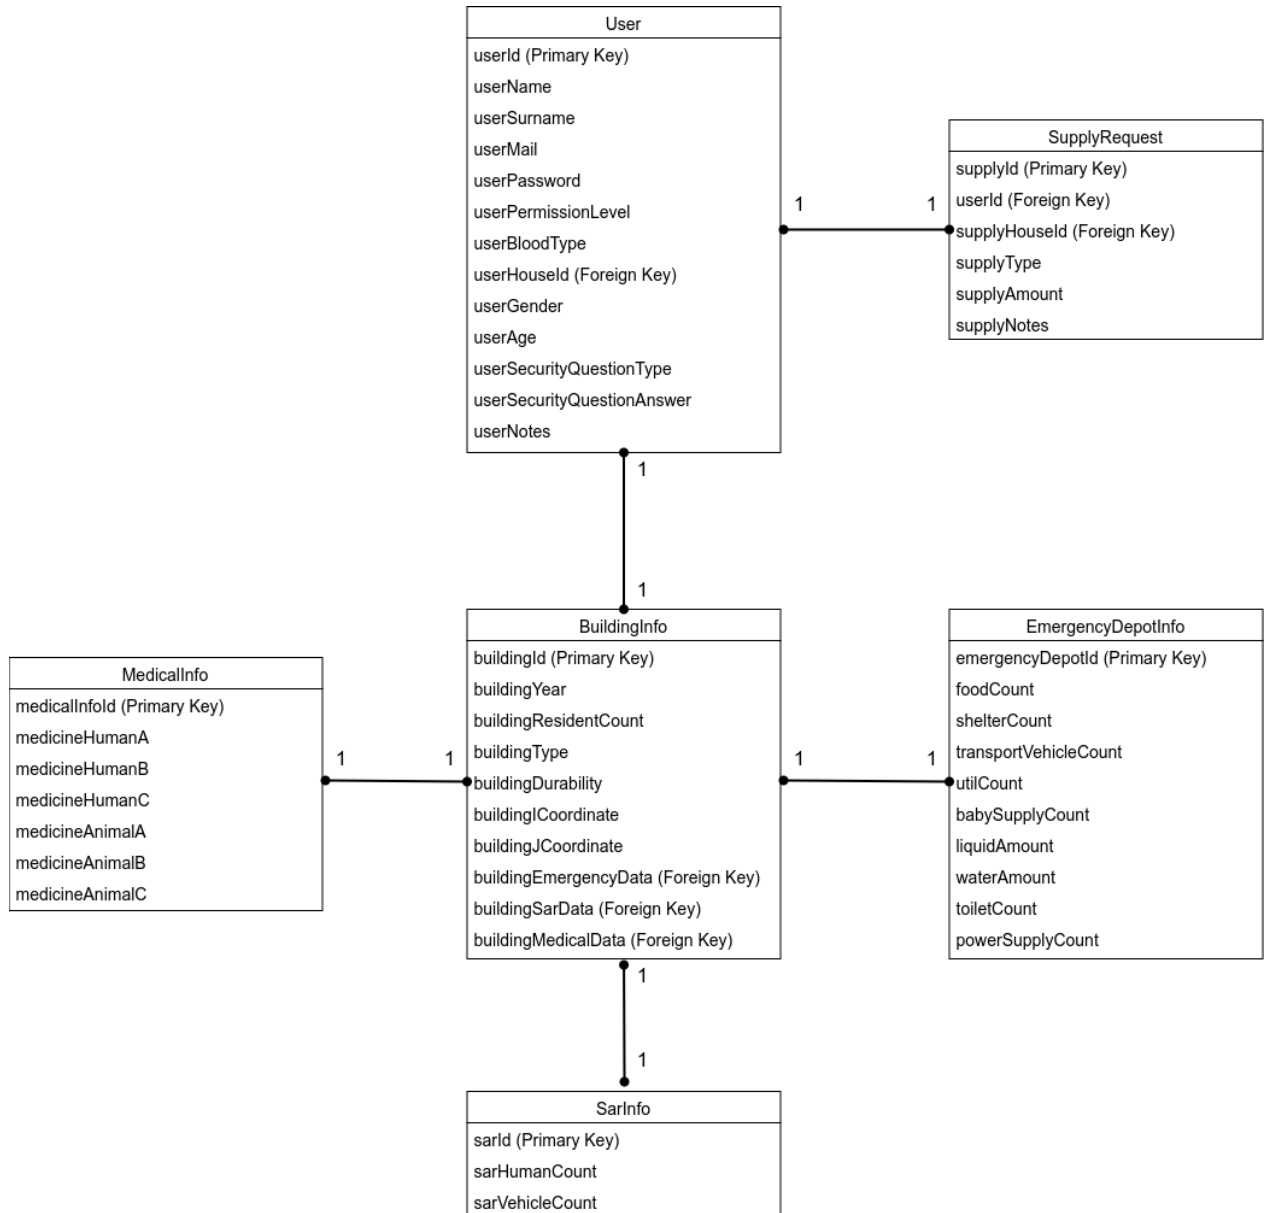 User
userId (Primary Key)
userName
userSurname
userMail
userPassword
userPermissionLevel
userBloodType
userHouseId (Foreign Key)
userGender
userAge
userSecurityQuestionType
userSecurityQuestionAnswer
userNotes
1
1
SupplyRequest
supplyId (Primary Key)
userId (Foreign Key)
supplyHouseId (Foreign Key)
supplyType
supplyAmount
supplyNotes
1
1
MedicalInfo
medicalInfoId (Primary Key)
medicineHumanA
medicineHumanB
medicineHumanC
medicineAnimalA
medicineAnimalB
medicineAnimalC
1
1
BuildingInfo
buildingId (Primary Key)
buildingYear
buildingResidentCount
buildingType
buildingDurability
buildingICoordinate
buildingJCoordinate
buildingEmergencyData (Foreign Key)
buildingSarData (Foreign Key)
buildingMedicalData (Foreign Key)
1
1
EmergencyDepotInfo
emergencyDepotId (Primary Key)
foodCount
shelterCount
transportVehicleCount
utilCount
babySupplyCount
liquidAmount
waterAmount
toiletCount
powerSupplyCount
1
1
SarInfo
sarId (Primary Key)
sarHumanCount
sarVehicleCount